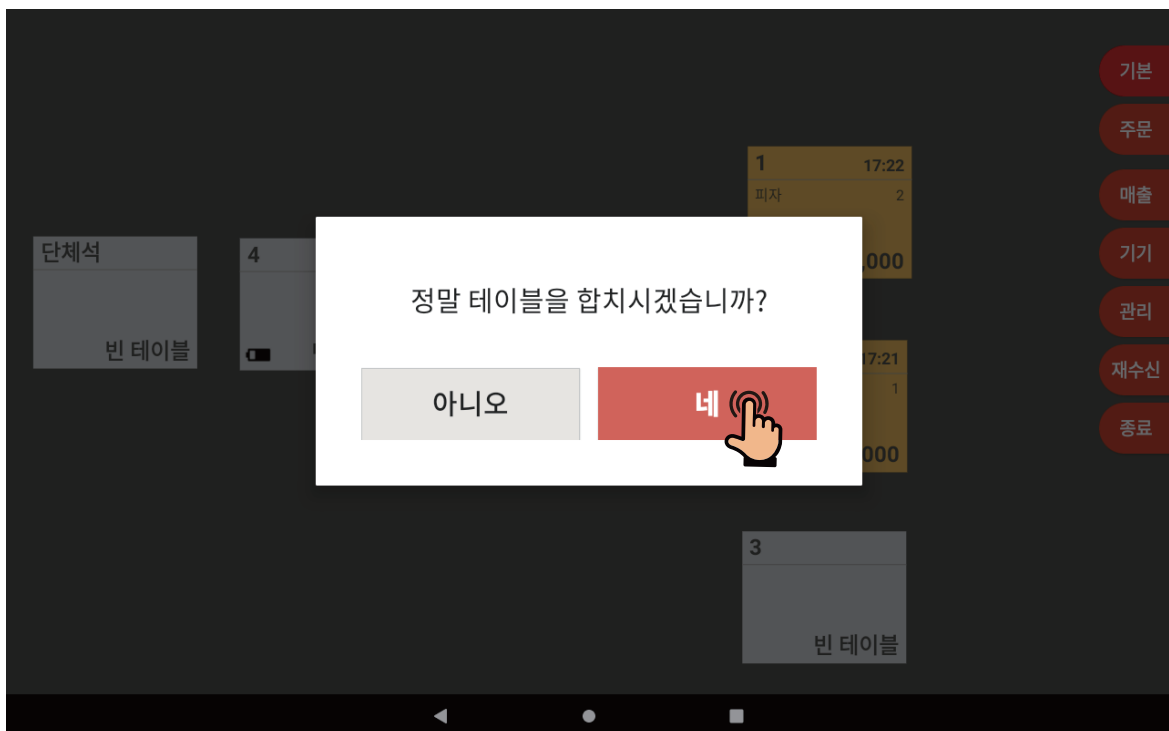 기본
주문
1 17:22
피자 2
매출
단체석
4
,000
기기
정말 테이블을 합치시겠습니까?
관리
빈 테이블
17:21
재수신
1
아니오
네
종료
000
3
빈 테이블